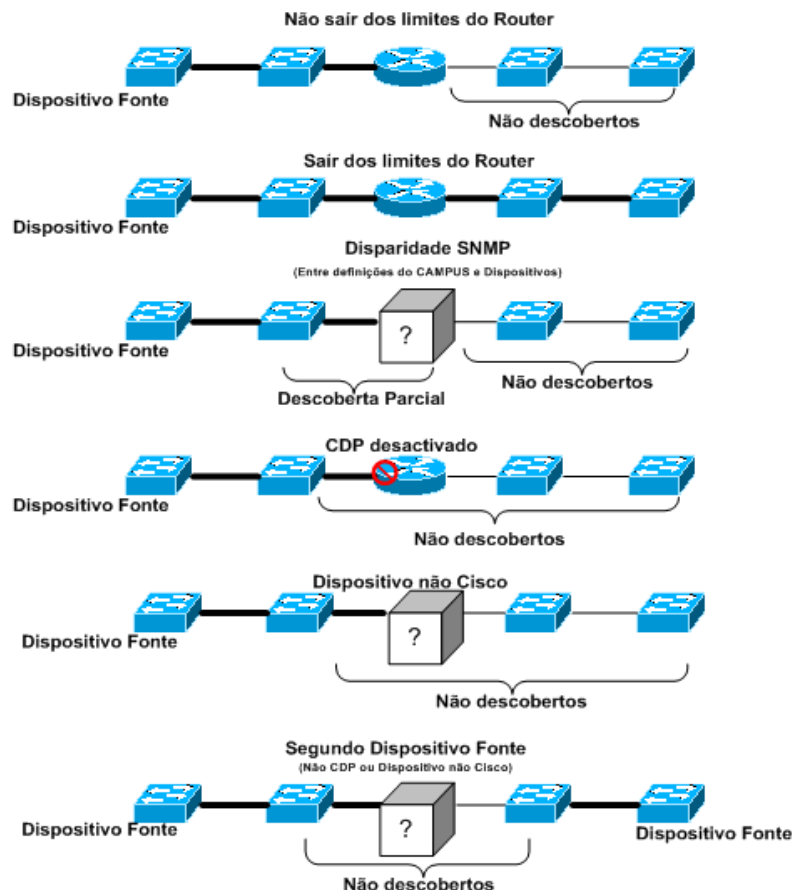 Não saír dos limites do Router
Dispositivo Fonte
Não descobertos
Saír dos limites do Router
Dispositivo Fonte
Disparidade SNMP
(Entre definições do CAMPUS e Dispositivos)
?
Dispositivo Fonte
Não descobertos
Descoberta Parcial
CDP desactivado
Dispositivo Fonte
Não descobertos
Dispositivo não Cisco
?
Dispositivo Fonte
Não descobertos
Segundo Dispositivo Fonte
(Não CDP ou Dispositivo não Cisco)
?
Dispositivo Fonte
Dispositivo Fonte
Não descobertos